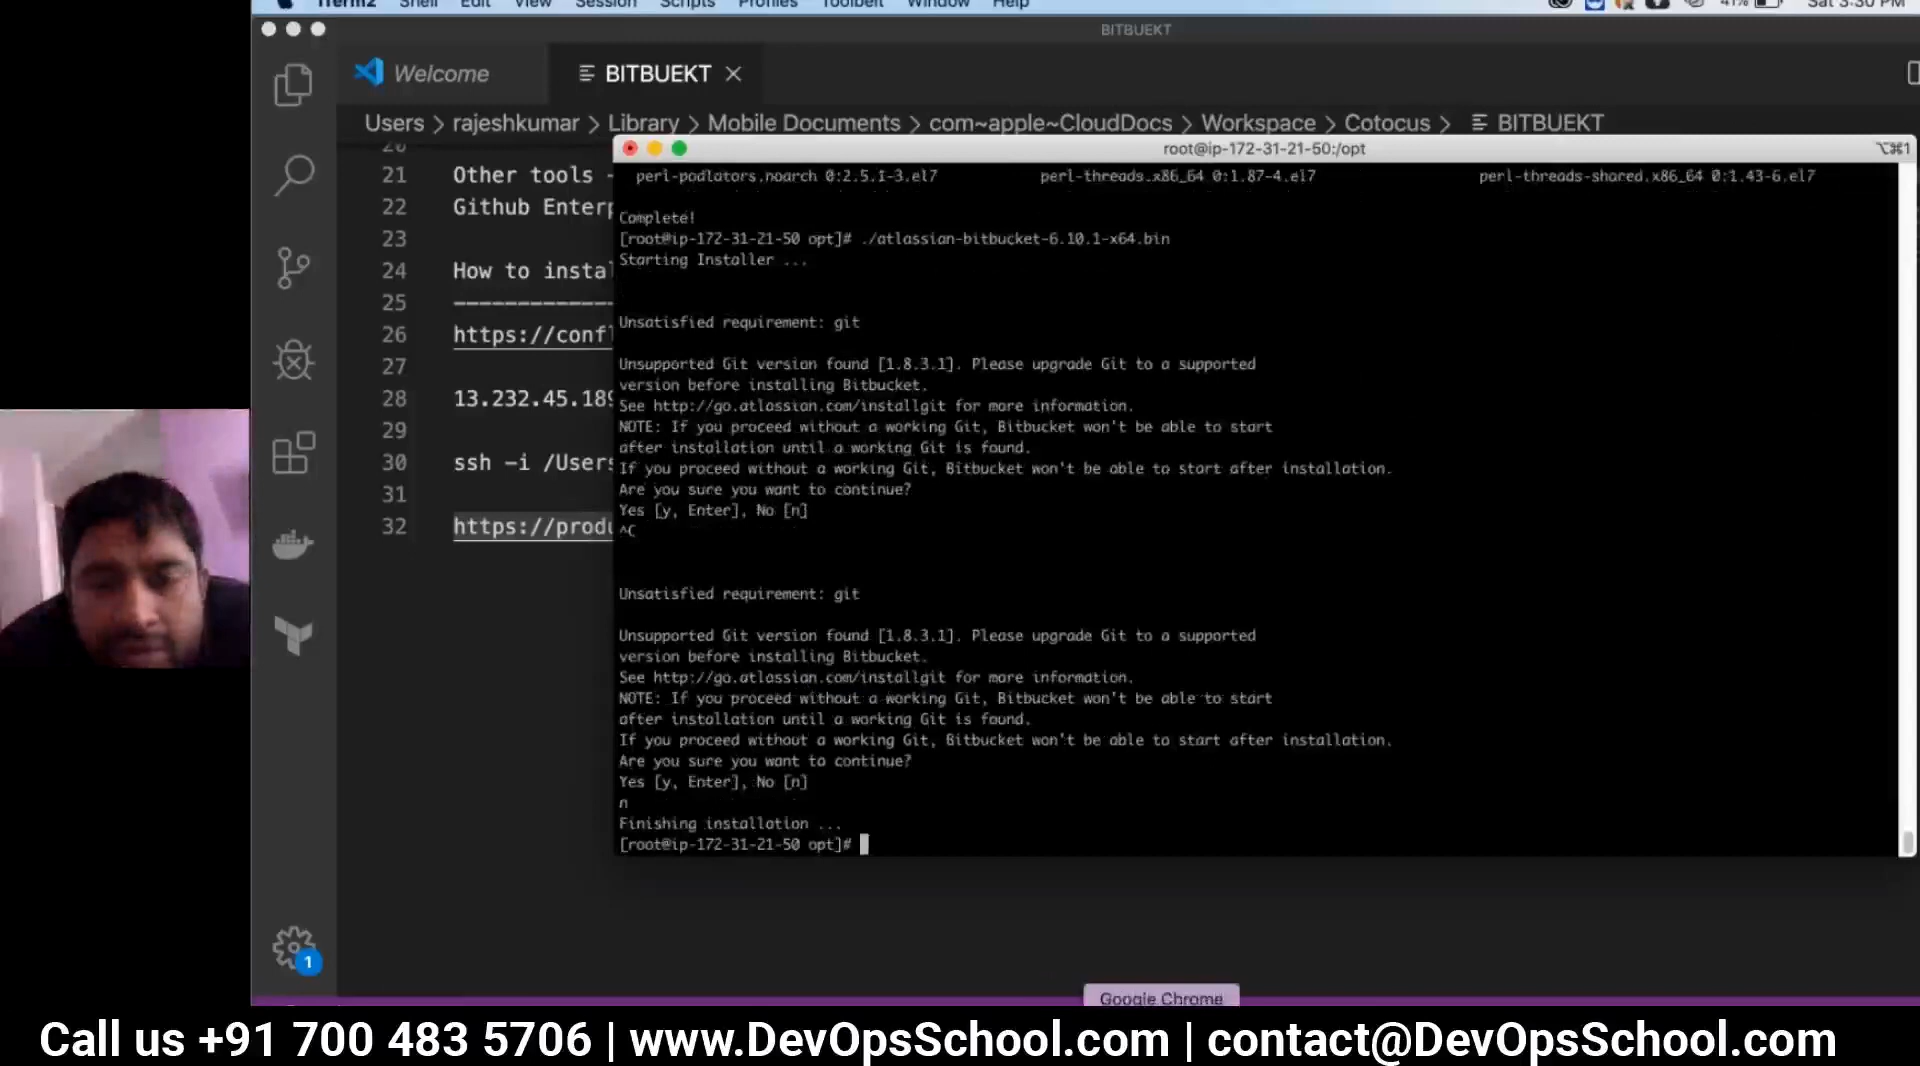 iTerm2 Shell Edit View Session Scripts Profiles Toolbelt Window Help 41% Sat 3:30 PM
BITBUEKT
Welcome BITBUEKT
Users > rajeshkumar > Library > Mobile Documents > com~apple~CloudDocs > Workspace > Cotocus > BITBUEKT
root@ip-172-31-21-50:/opt ⌥⌘1
20
21 Other tools -
22 Github Enterp
23
24 How to instal
25 -------------
26 https://confl
27
28 13.232.45.189
29
30 ssh -i /Users
31
32 https://produ
perl-podlators.noarch 0:2.5.1-3.el7 perl-threads.x86_64 0:1.87-4.el7 perl-threads-shared.x86_64 0:1.43-6.el7
Complete!
[root@ip-172-31-21-50 opt]# ./atlassian-bitbucket-6.10.1-x64.bin
Starting Installer ...
Unsatisfied requirement: git
Unsupported Git version found [1.8.3.1]. Please upgrade Git to a supported
version before installing Bitbucket.
See http://go.atlassian.com/installgit for more information.
NOTE: If you proceed without a working Git, Bitbucket won't be able to start
after installation until a working Git is found.
If you proceed without a working Git, Bitbucket won't be able to start after installation.
Are you sure you want to continue?
Yes [y, Enter], No [n]
^C
Unsatisfied requirement: git
Unsupported Git version found [1.8.3.1]. Please upgrade Git to a supported
version before installing Bitbucket.
See http://go.atlassian.com/installgit for more information.
NOTE: If you proceed without a working Git, Bitbucket won't be able to start
after installation until a working Git is found.
If you proceed without a working Git, Bitbucket won't be able to start after installation.
Are you sure you want to continue?
Yes [y, Enter], No [n]
n
Finishing installation ...
[root@ip-172-31-21-50 opt]#
1
Google Chrome
Call us +91 700 483 5706 | www.DevOpsSchool.com | contact@DevOpsSchool.com